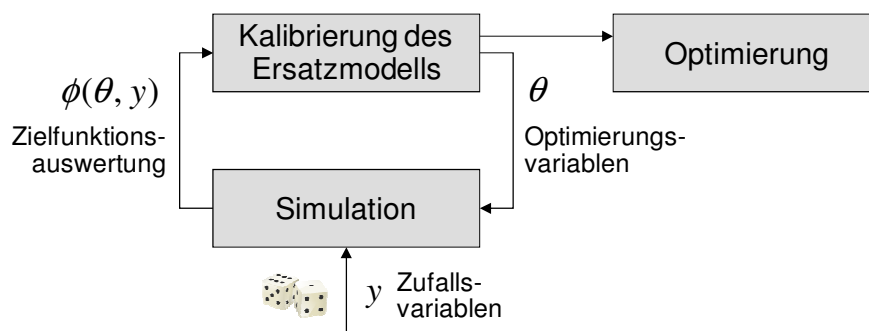 Kalibrierung des
Ersatzmodells
Optimierung
ϕ(θ, y)
Zielfunktions-
auswertung
θ
Optimierungs-
variablen
Simulation
y Zufalls-
variablen